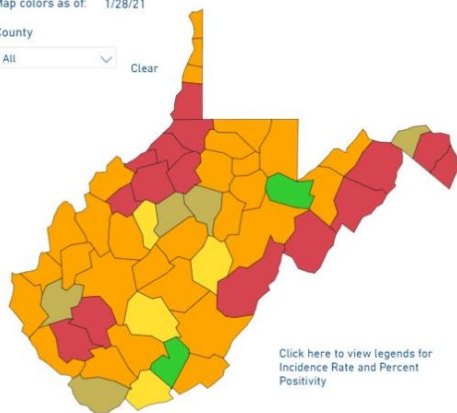 Map colors as of: 1/28/21
County
All
Clear
Click here to view legends for
Incidence Rate and Percent
Positivity